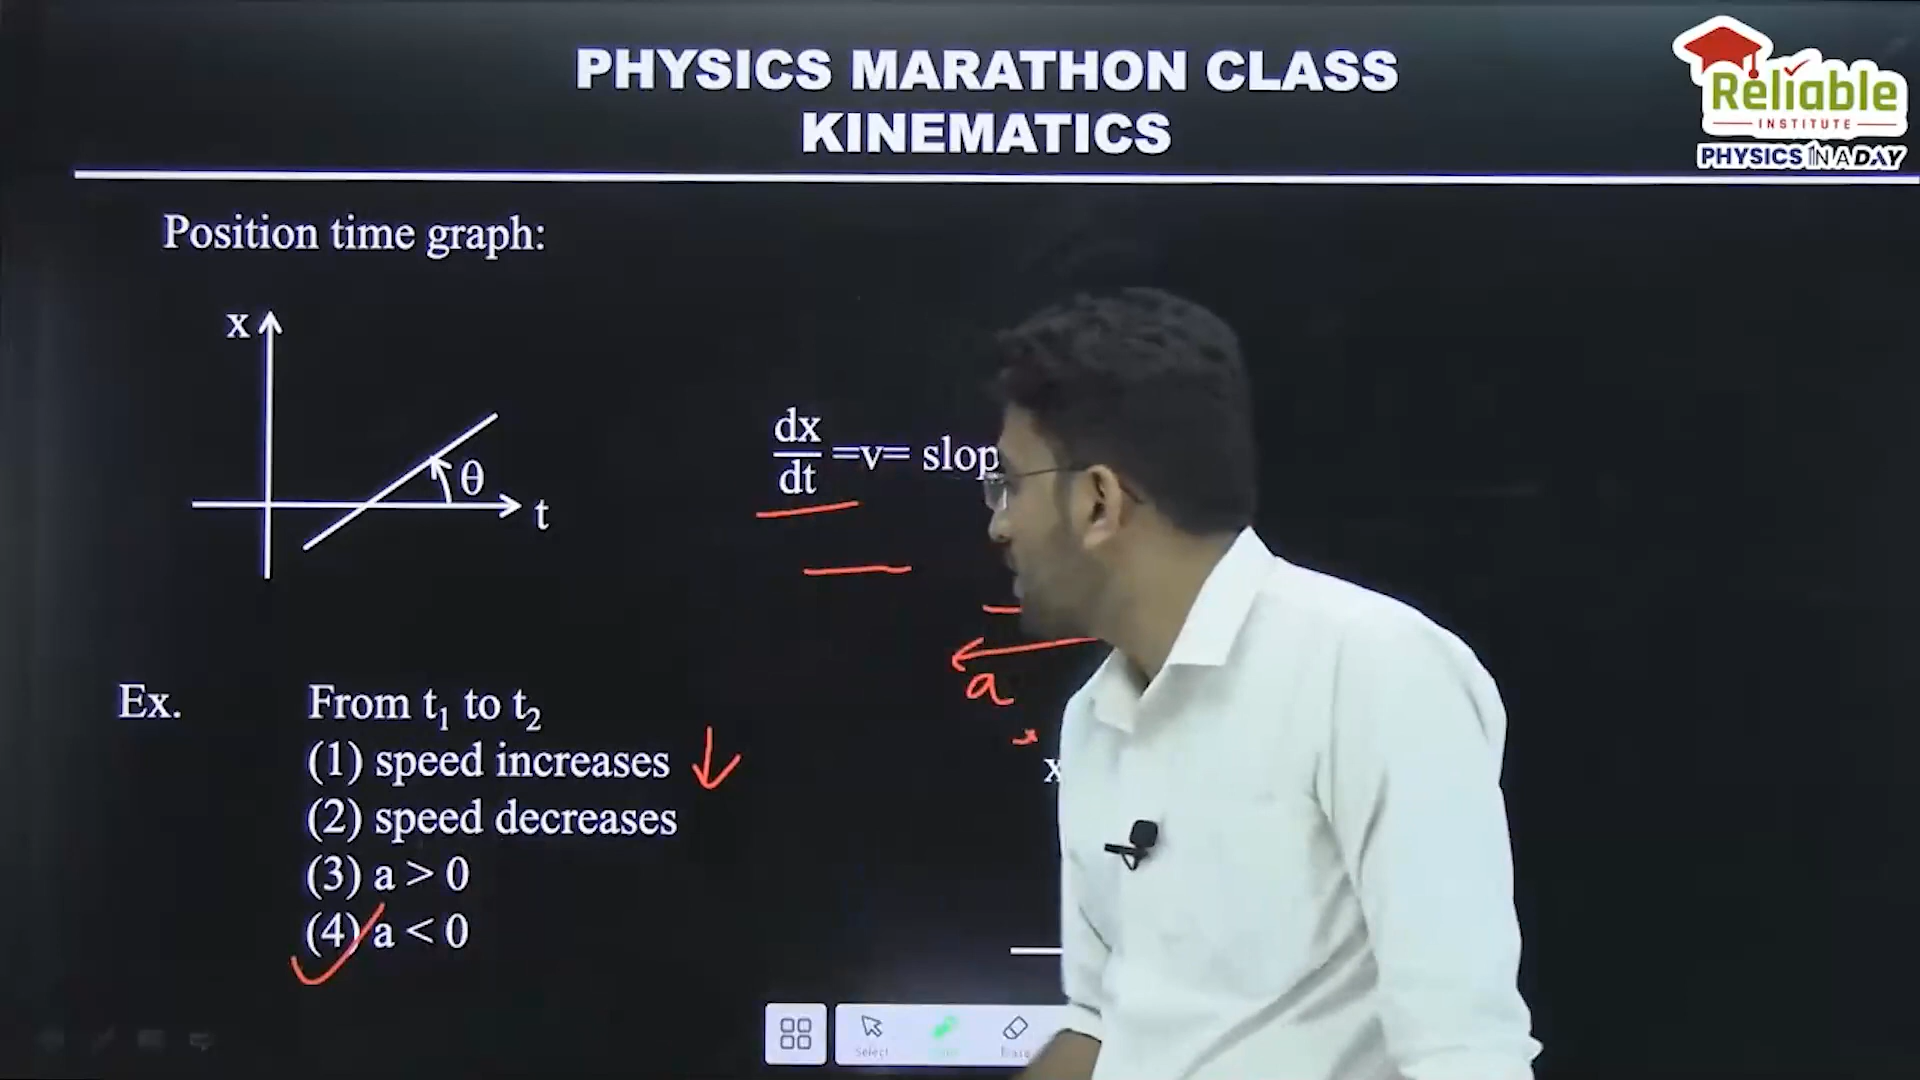 PHYSICS MARATHON CLASS
KINEMATICS
Reliable
INSTITUTE
PHYSICS IN A DAY
Position time graph:
x
θ
t
dx
dt
=v= slop
a
Ex.
From t₁ to t₂
(1) speed increases
(2) speed decreases
(3) a > 0
(4) a < 0
x
Select
Erase